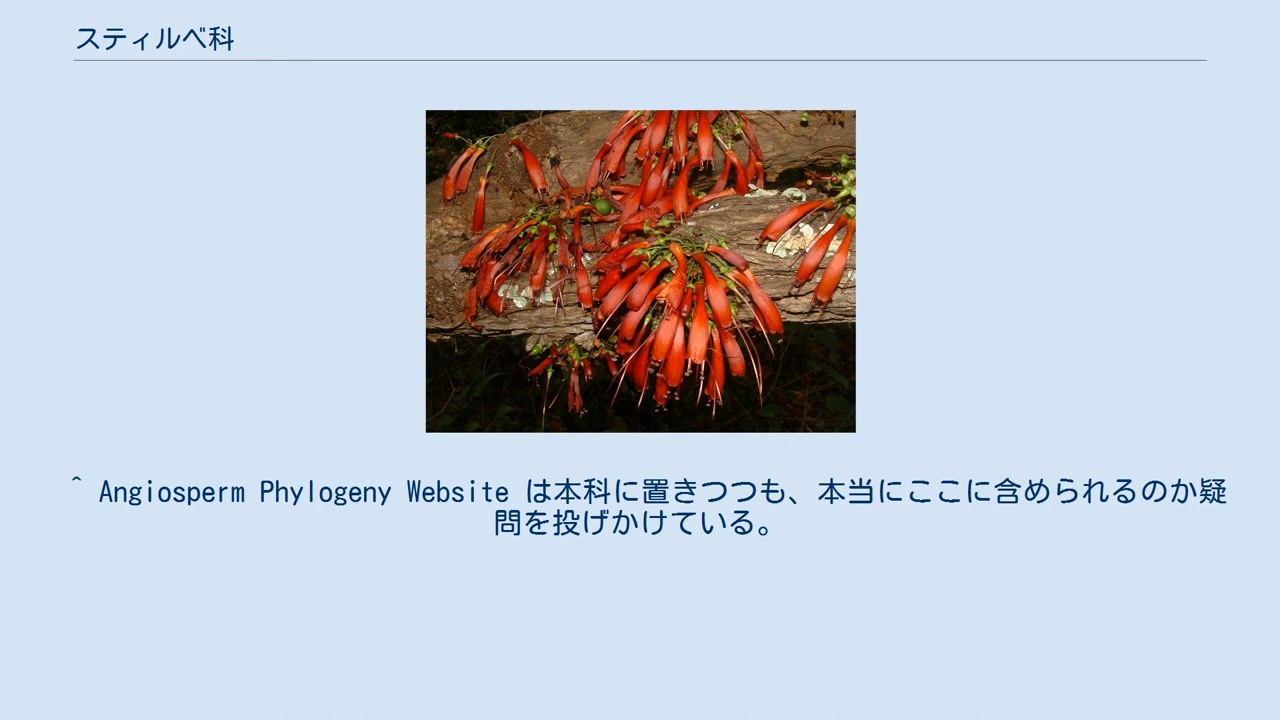 スティルベ科
^ Angiosperm Phylogeny Website は本科に置きつつも、本当にここに含められるのか疑
問を投げかけている。